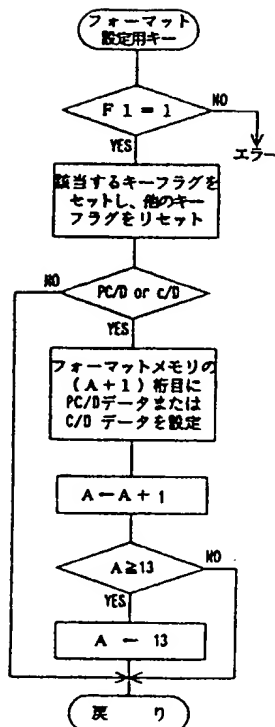 フォーマット
設定用キー
F1=1
NO
YES
エラー
該当するキーフラグを
セットし、他のキー
フラグをリセット
NO
PC/D or c/D
YES
フォーマットメモリの
(A+1)桁目に
PC/Dデータまたは
C/D データを設定
A←A+1
A≧13
NO
YES
A ← 13
戻 り